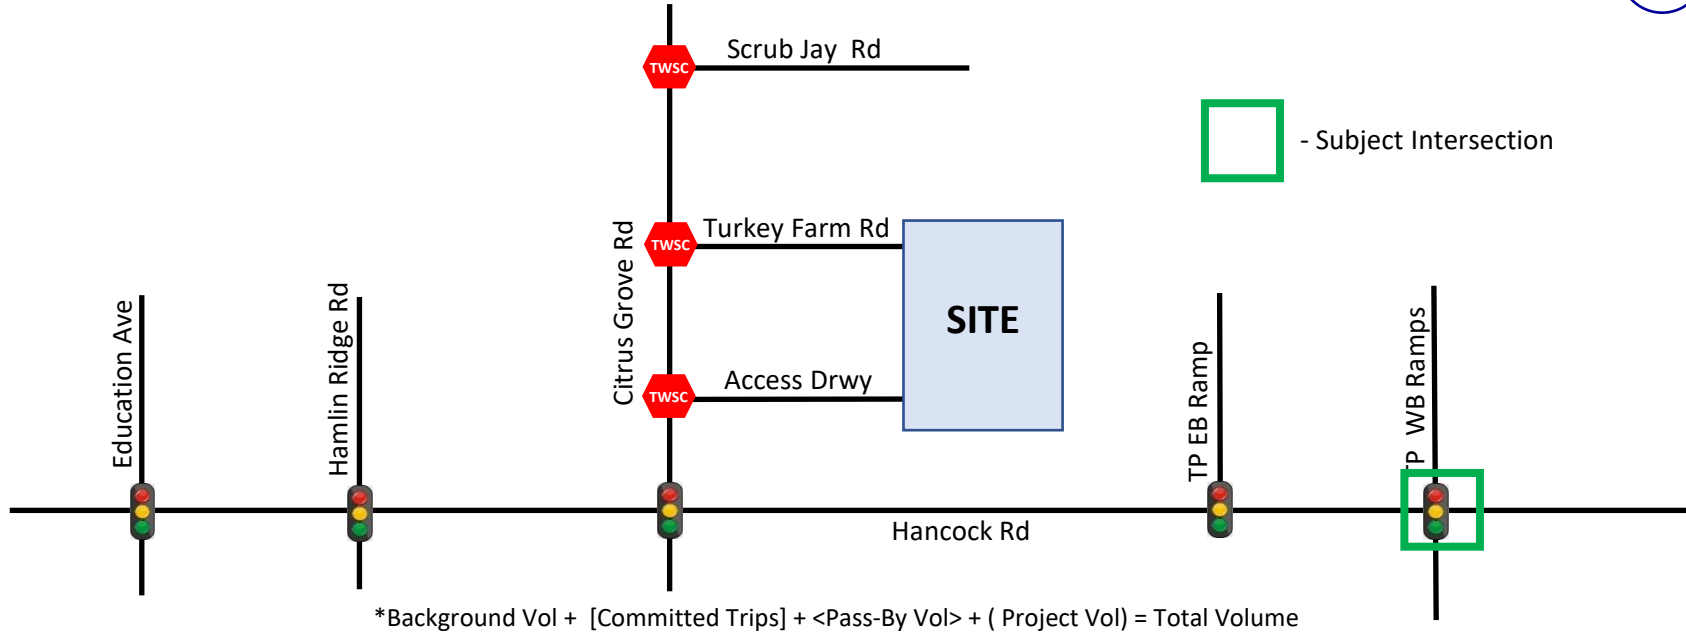 Scrub Jay  Rd
TWSC
- Subject Intersection
Turkey Farm Rd
TWSC
Citrus Grove Rd
SITE
Education Ave
Hamlin Ridge Rd
Access Drwy
TWSC
TP EB Ramp
TP  WB Ramps
Hancock Rd
*Background Vol +  [Committed Trips] + <Pass-By Vol> + ( Project Vol) = Total Volume